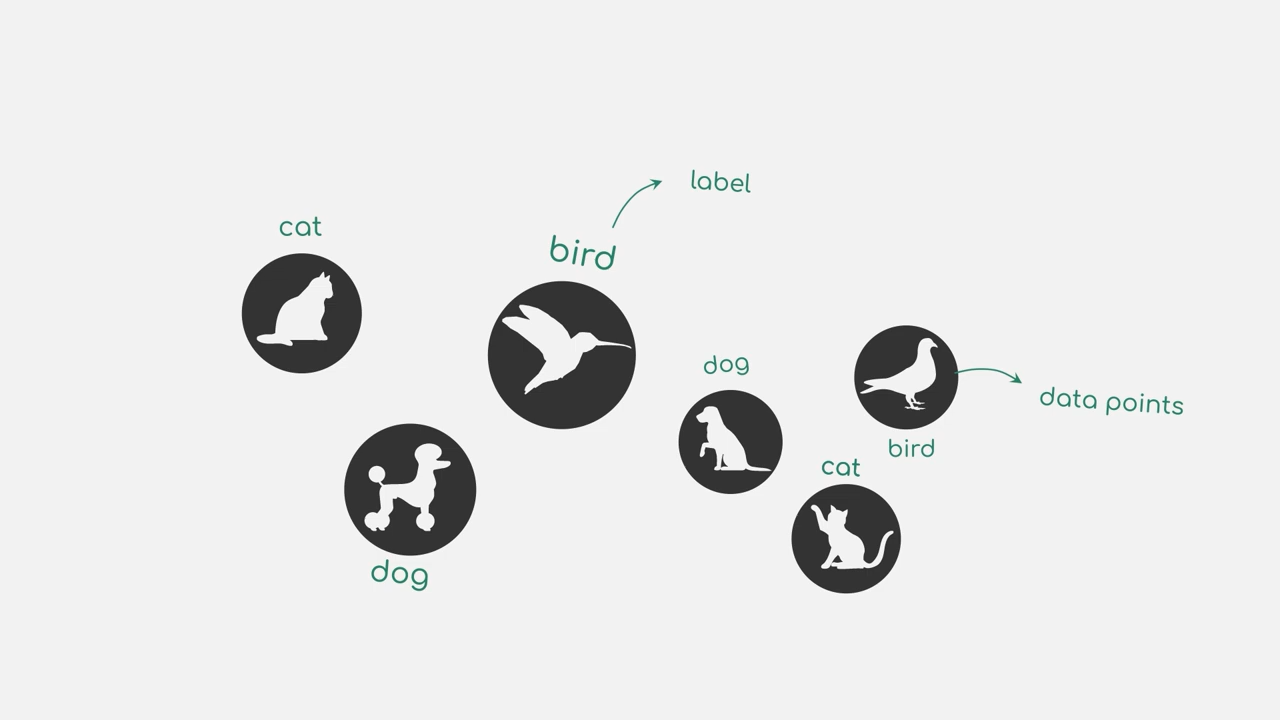 label
cat
bird
dog
data points
bird
cat
dog